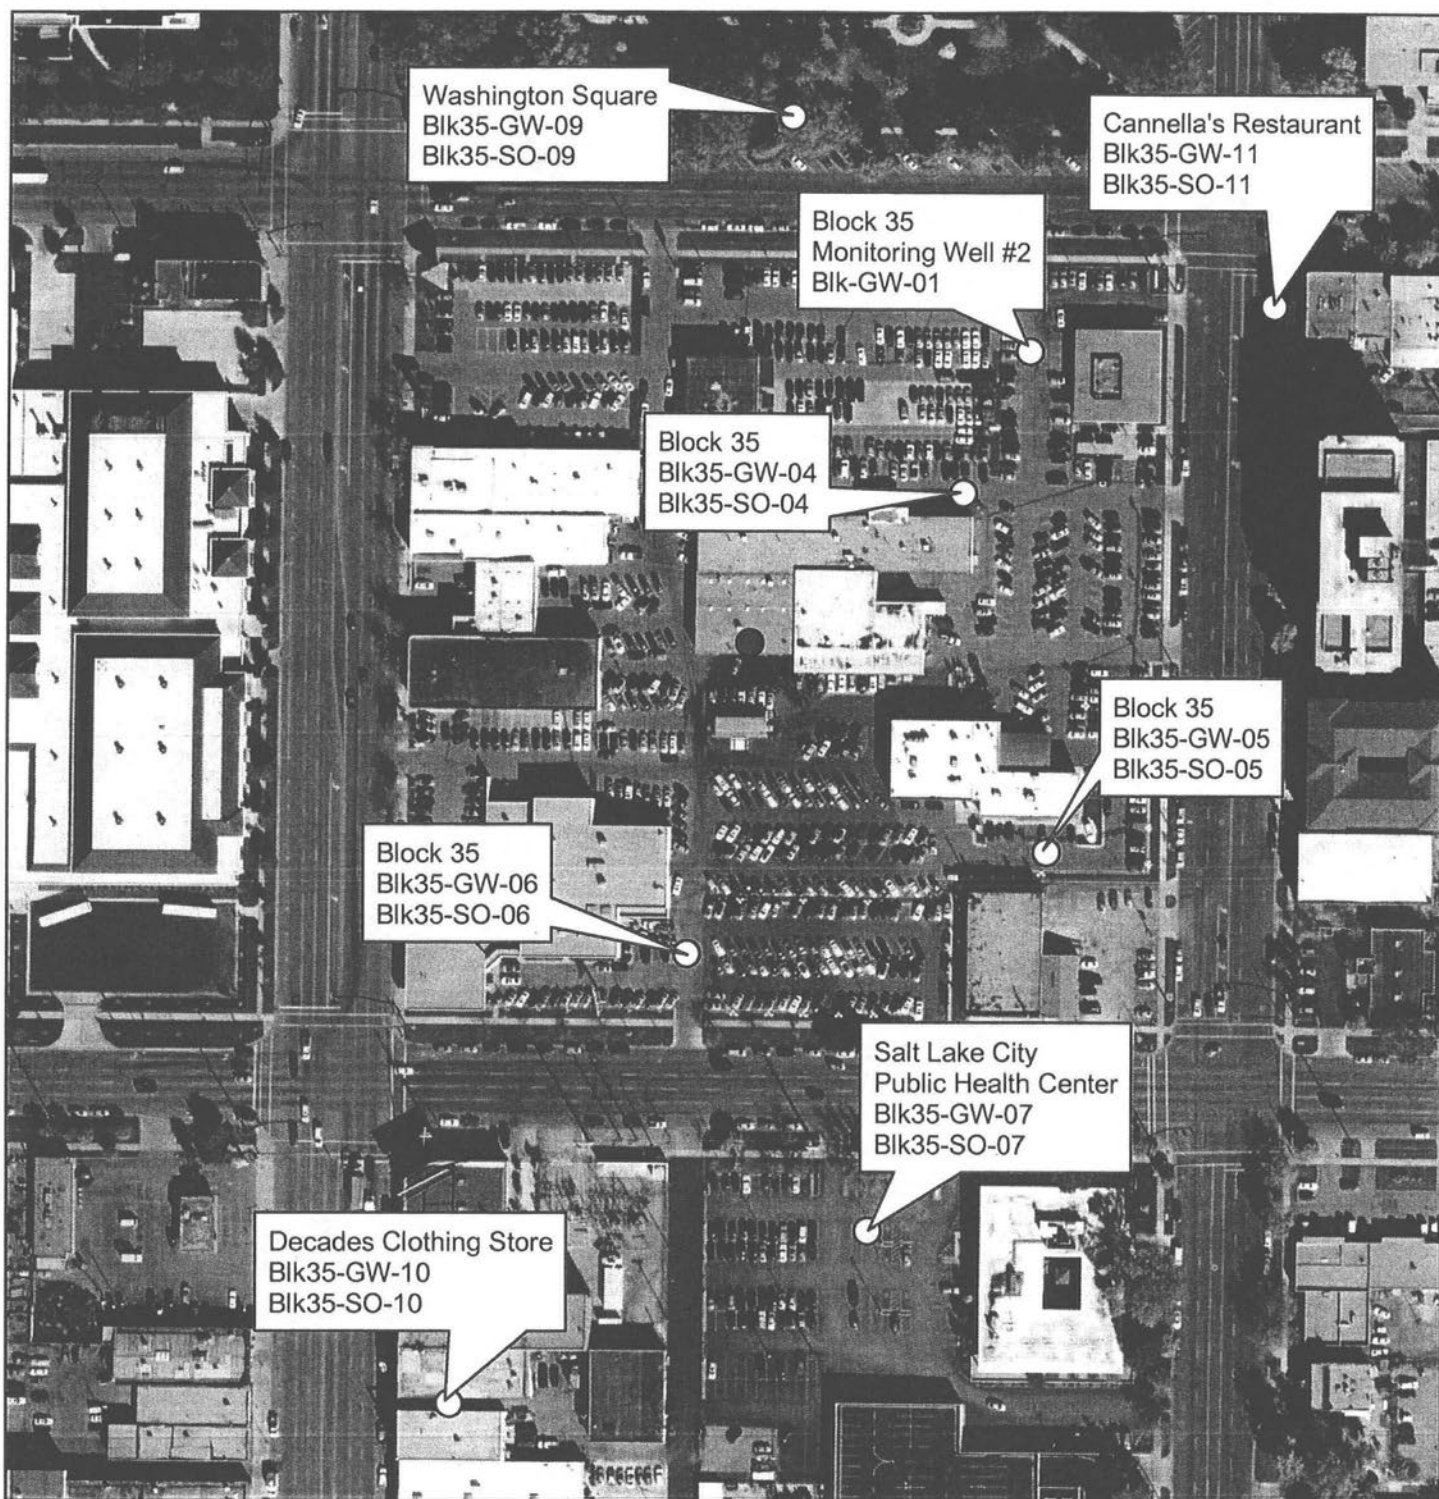 Washington Square
Blk35-GW-09
Blk35-SO-09
Cannella's Restaurant
Blk35-GW-11
Blk35-SO-11
Block 35
Monitoring Well #2
Blk-GW-01
Block 35
Blk35-GW-04
Blk35-SO-04
Block 35
Blk35-GW-05
Blk35-SO-05
Block 35
Blk35-GW-06
Blk35-SO-06
Salt Lake City
Public Health Center
Blk35-GW-07
Blk35-SO-07
Decades Clothing Store
Blk35-GW-10
Blk35-SO-10